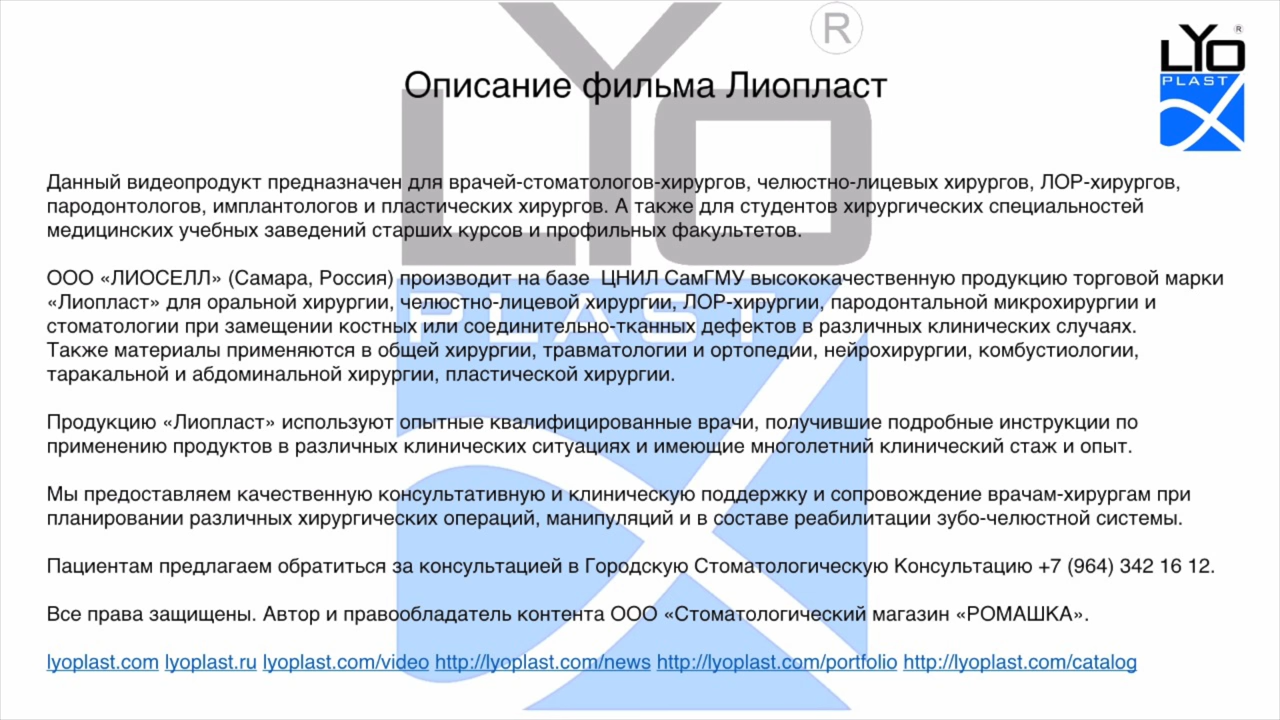 LYO
PLAST
®
Описание фильма Лиопласт
Данный видеопродукт предназначен для врачей-стоматологов-хирургов, челюстно-лицевых хирургов, ЛОР-хирургов,
пародонтологов, имплантологов и пластических хирургов. А также для студентов хирургических специальностей
медицинских учебных заведений старших курсов и профильных факультетов.
ООО «ЛИОСЕЛЛ» (Самара, Россия) производит на базе  ЦНИЛ СамГМУ высококачественную продукцию торговой марки
«Лиопласт» для оральной хирургии, челюстно-лицевой хирургии, ЛОР-хирургии, пародонтальной микрохирургии и
стоматологии при замещении костных или соединительно-тканных дефектов в различных клинических случаях.
Также материалы применяются в общей хирургии, травматологии и ортопедии, нейрохирургии, комбустиологии,
таракальной и абдоминальной хирургии, пластической хирургии.
Продукцию «Лиопласт» используют опытные квалифицированные врачи, получившие подробные инструкции по
применению продуктов в различных клинических ситуациях и имеющие многолетний клинический стаж и опыт.
Мы предоставляем качественную консультативную и клиническую поддержку и сопровождение врачам-хирургам при
планировании различных хирургических операций, манипуляций и в составе реабилитации зубо-челюстной системы.
Пациентам предлагаем обратиться за консультацией в Городскую Стоматологическую Консультацию +7 (964) 342 16 12.
Все права защищены. Автор и правообладатель контента ООО «Стоматологический магазин «РОМАШКА».
lyoplast.com lyoplast.ru lyoplast.com/video http://lyoplast.com/news http://lyoplast.com/portfolio http://lyoplast.com/catalog
LYO
PLAST
®